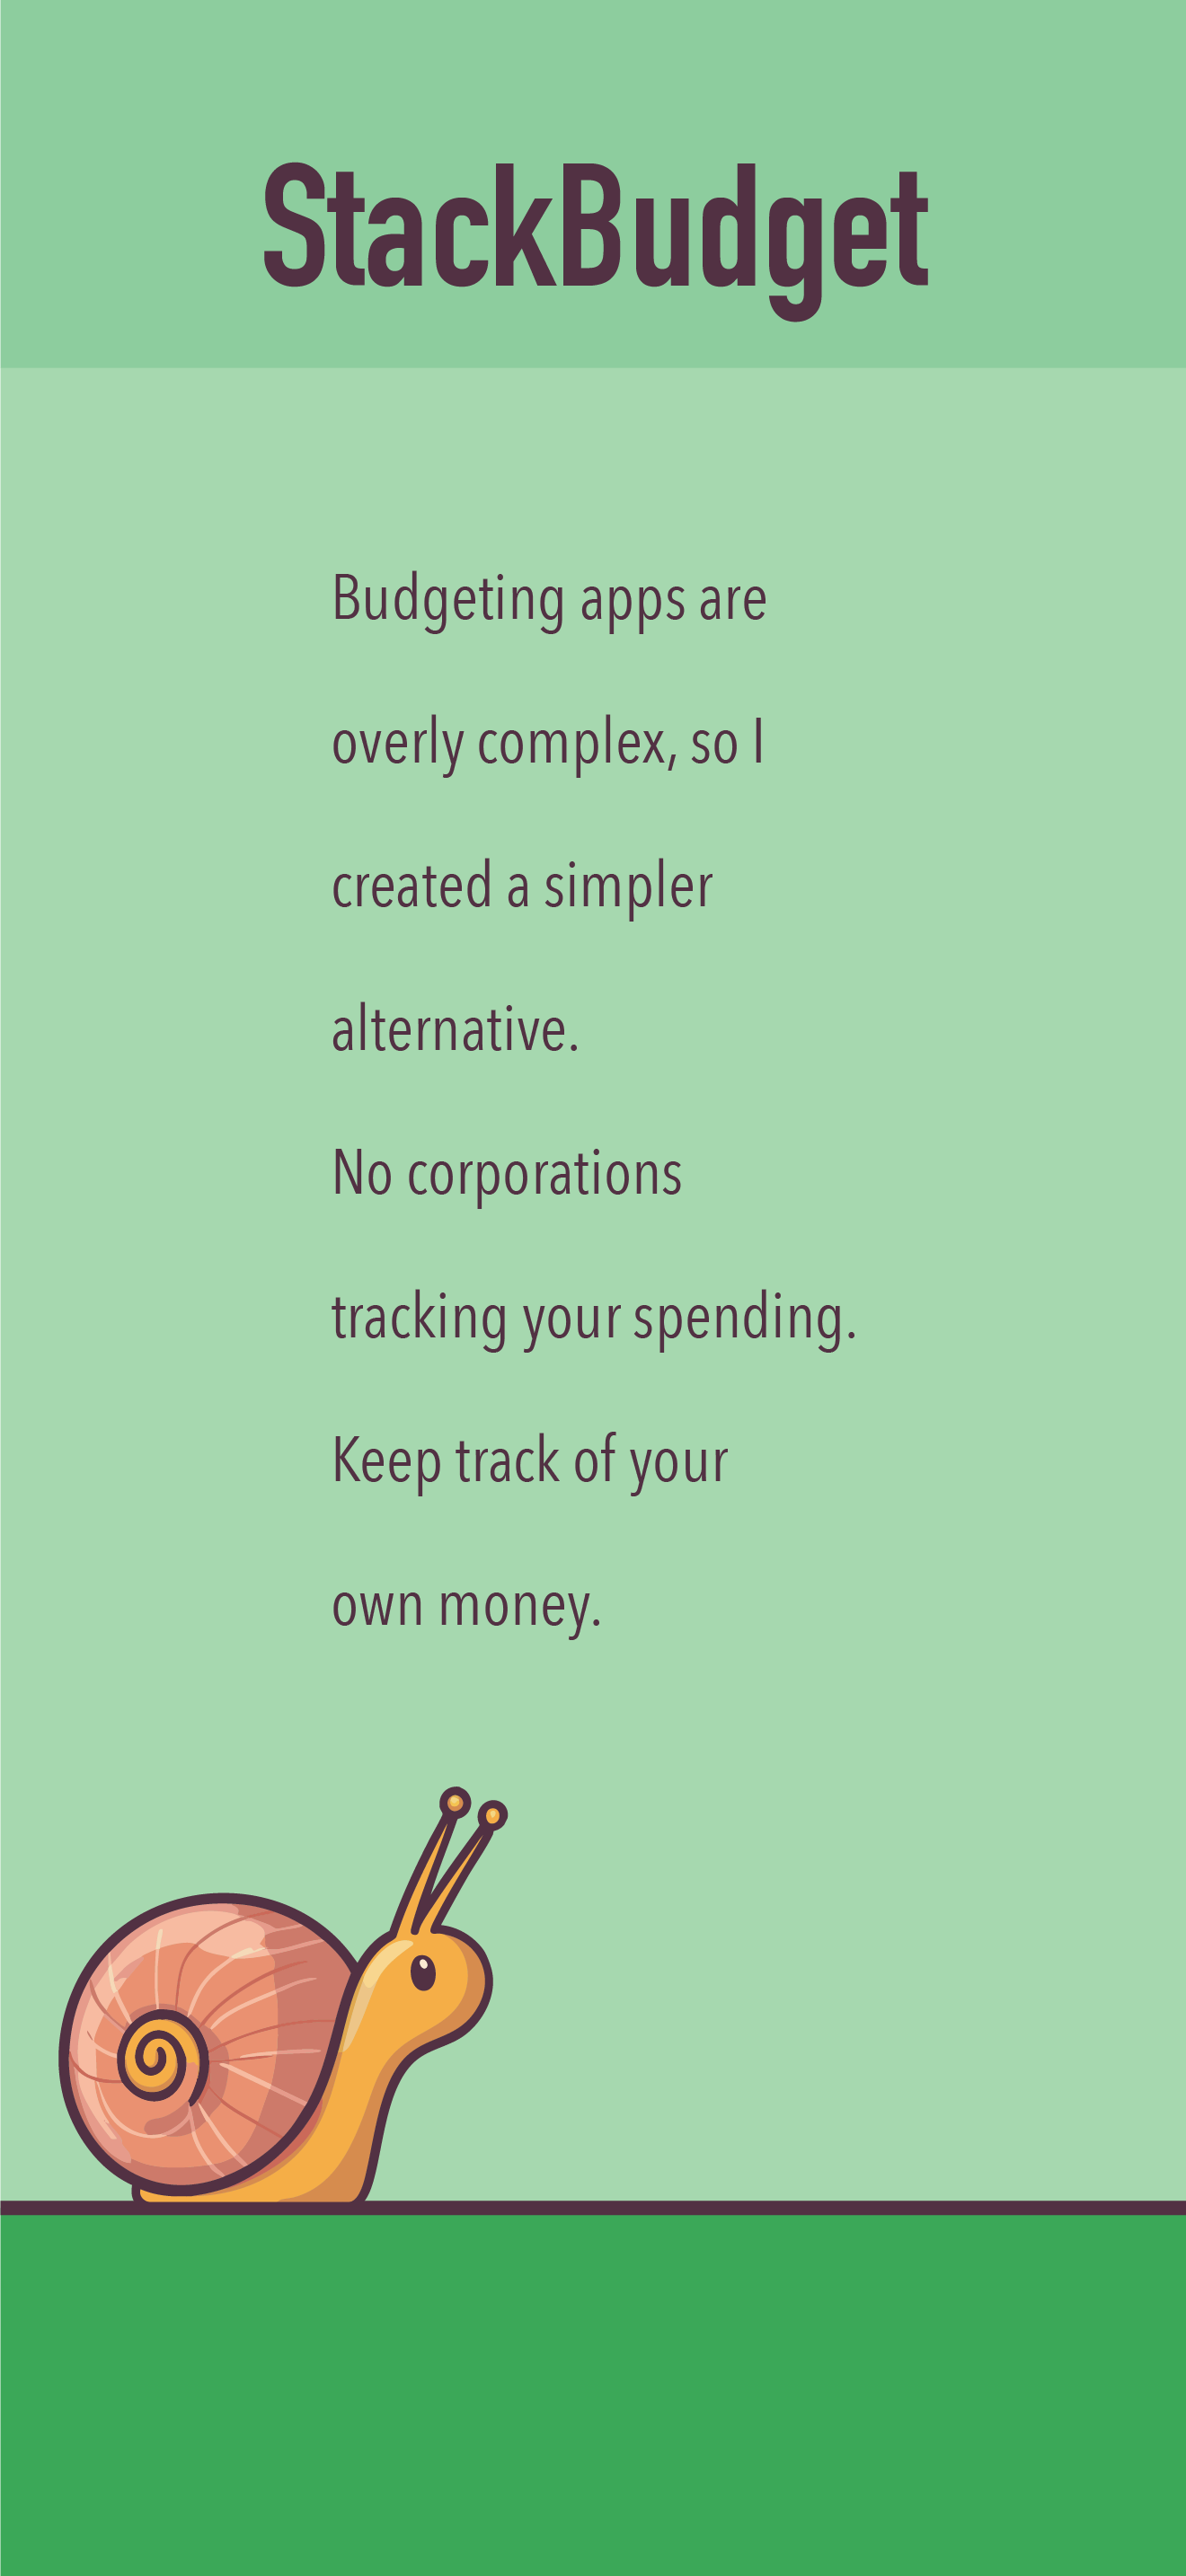 StackBudget
Budgeting apps are
overly complex, so I
created a simpler
alternative.
No corporations
tracking your spending.
Keep track of your
own money.